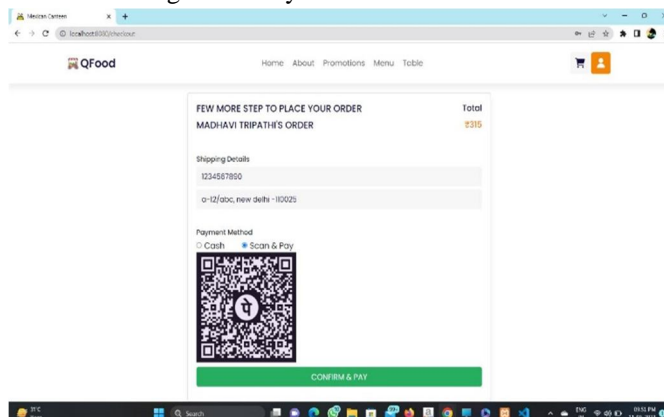 Mexican Canteen
localhost:8000/checkout
QFood
Home About Promotions Menu Table
FEW MORE STEP TO PLACE YOUR ORDER Total
MADHAVI TRIPATHI'S ORDER ₹315
Shipping Details
1234567890
a-12/abc, new delhi -110025
Payment Method
Cash Scan & Pay
पे
CONFIRM & PAY
31°C Search ENG